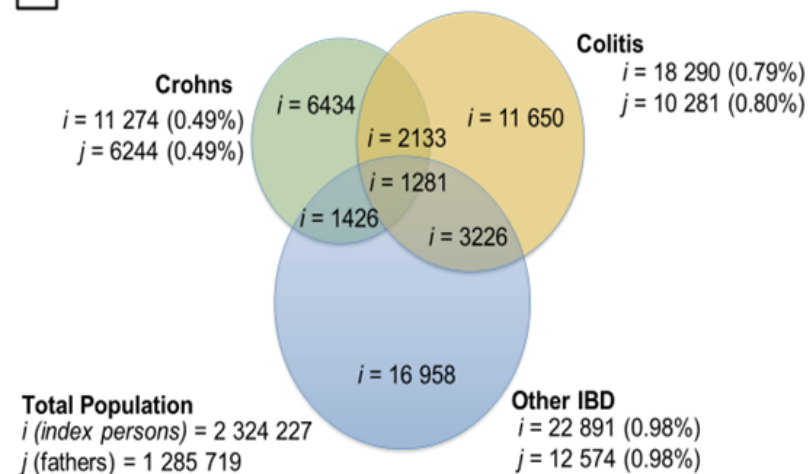 Crohns
i = 11 274 (0.49%)
j = 6244 (0.49%)
Colitis
i = 18 290 (0.79%)
j = 10 281 (0.80%)
i = 6434
i = 11 650
i = 2133
i = 1281
i = 1426
i = 3226
i = 16 958
Total Population
i (index persons) = 2 324 227
j (fathers) = 1 285 719
Other IBD
i = 22 891 (0.98%)
j = 12 574 (0.98%)